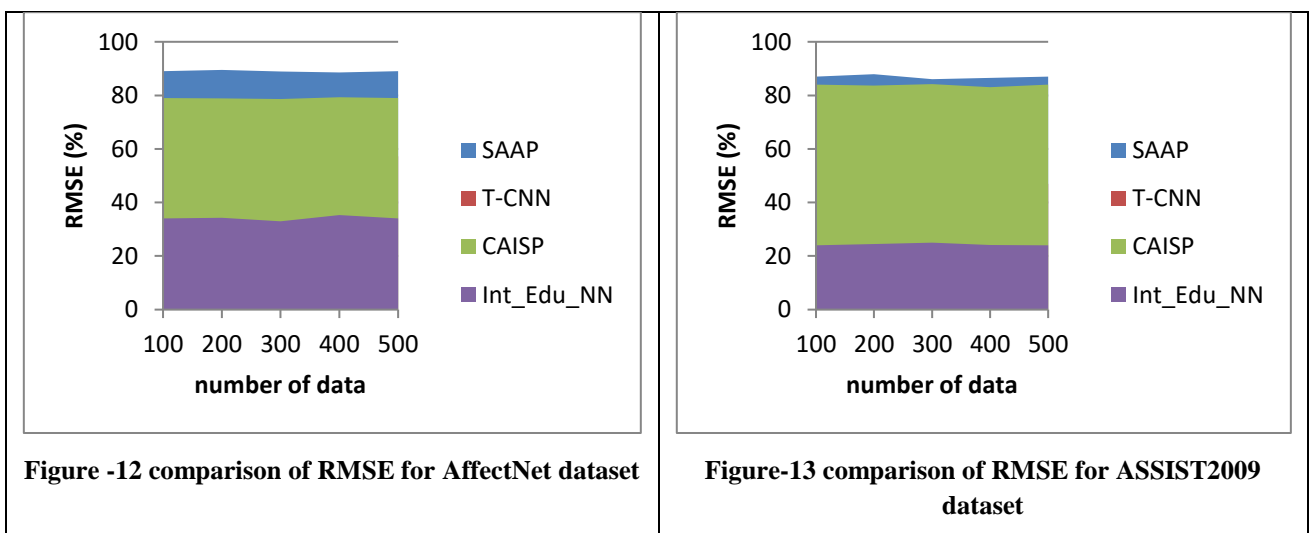 100
80
60
40
20
0
RMSE (%)
100 200 300 400 500
number of data
SAAP
T-CNN
CAISP
Int_Edu_NN
Figure -12 comparison of RMSE for AffectNet dataset
100
80
60
40
20
0
RMSE (%)
100 200 300 400 500
number of data
SAAP
T-CNN
CAISP
Int_Edu_NN
Figure-13 comparison of RMSE for ASSIST2009
dataset